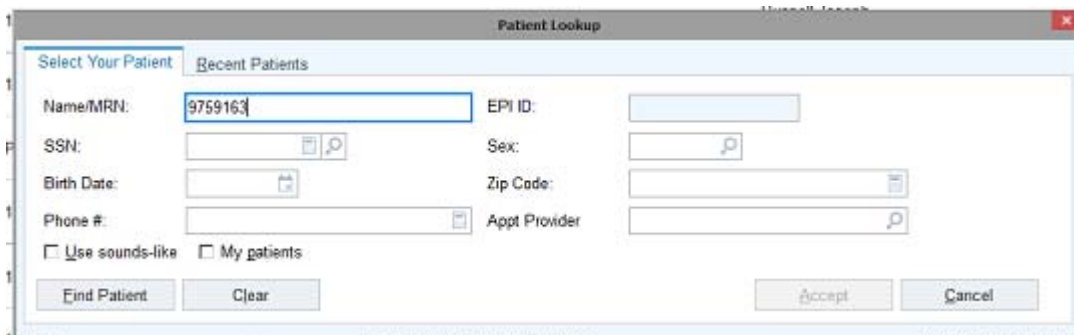 Patient Lookup
Select Your Patient Recent Patients
Name/MRN: 9759163 EPI ID:
SSN: Sex:
Birth Date: Zip Code:
Phone #: Appt Provider
Use sounds-like My patients
Find Patient Clear Accept Cancel